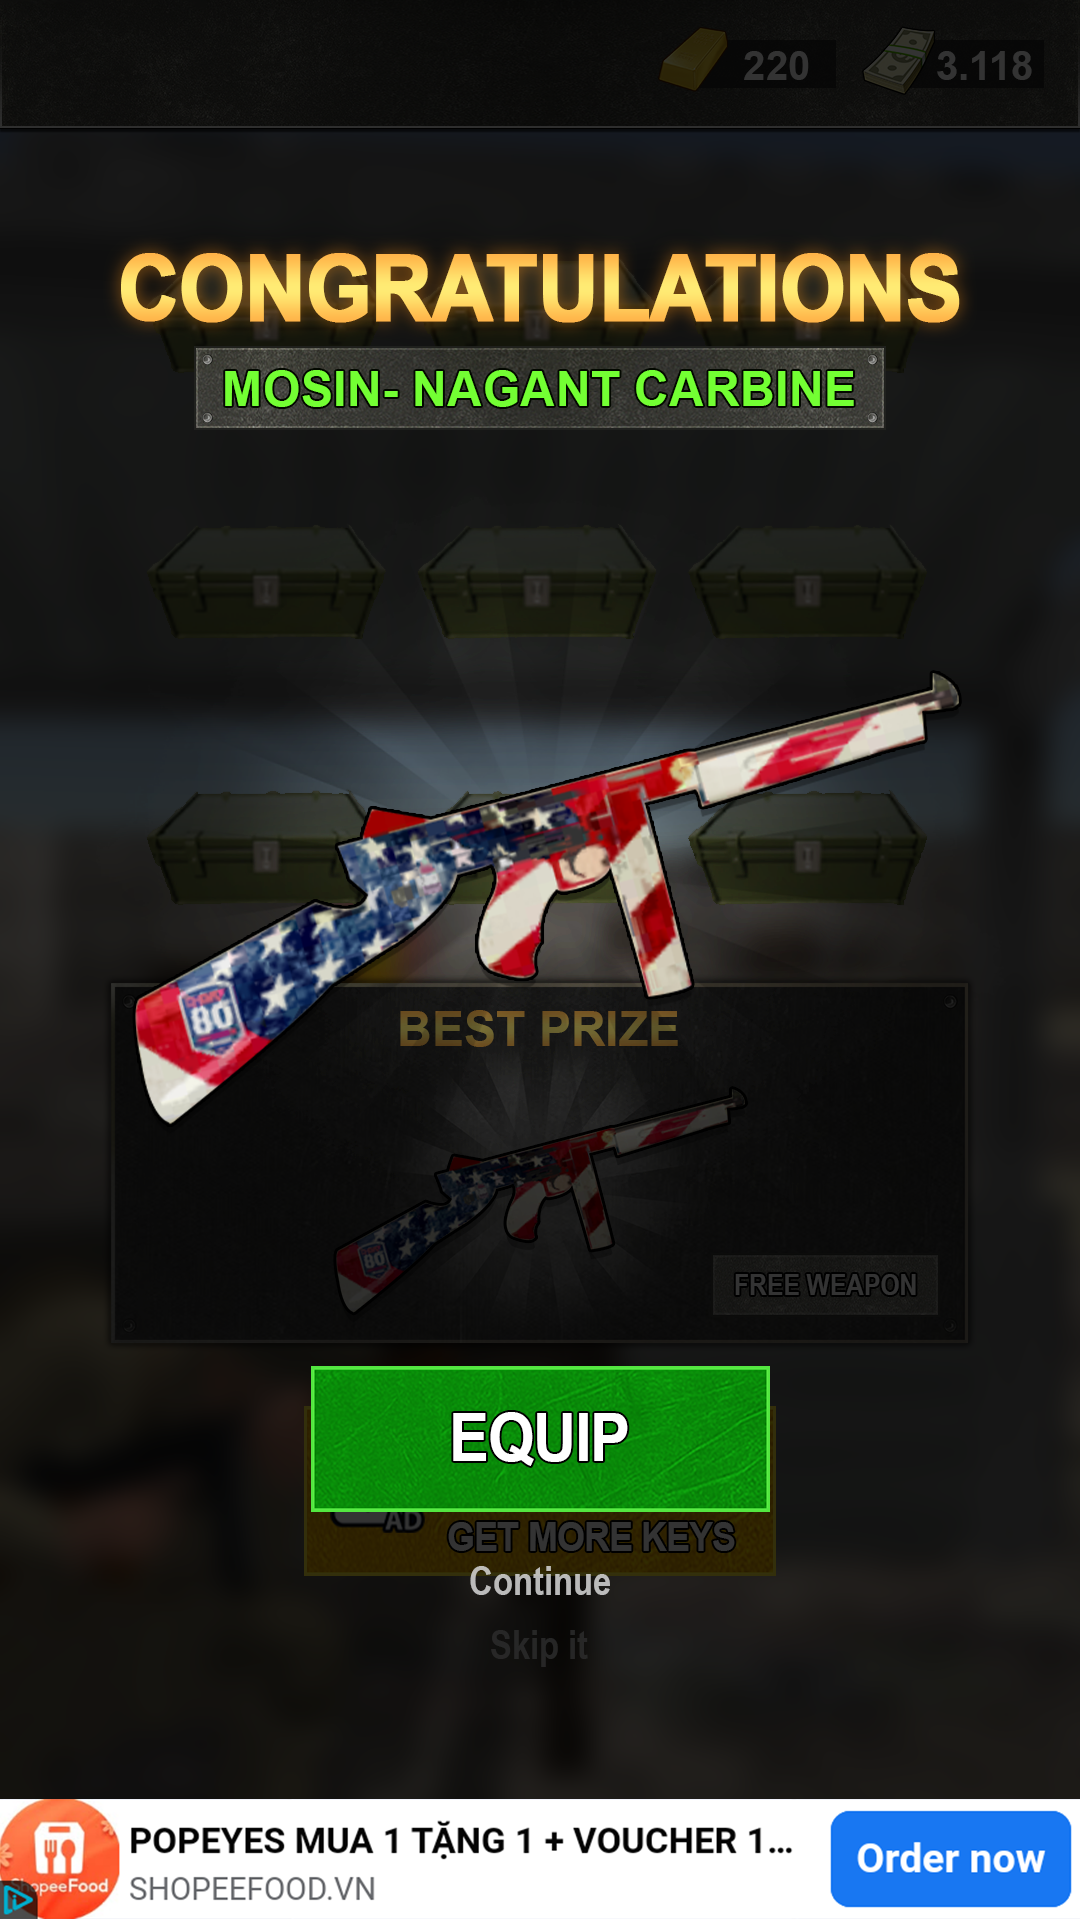 220
3.118
CONGRATULATIONS
MOSIN- NAGANT CARBINE
D-DAY
80
BEST PRIZE
80
FREE WEAPON
EQUIP
AD
GET MORE KEYS
Continue
Skip it
POPEYES MUA 1 TẶNG 1 + VOUCHER 1...
ShopeeFood
SHOPEEFOOD.VN
Order now